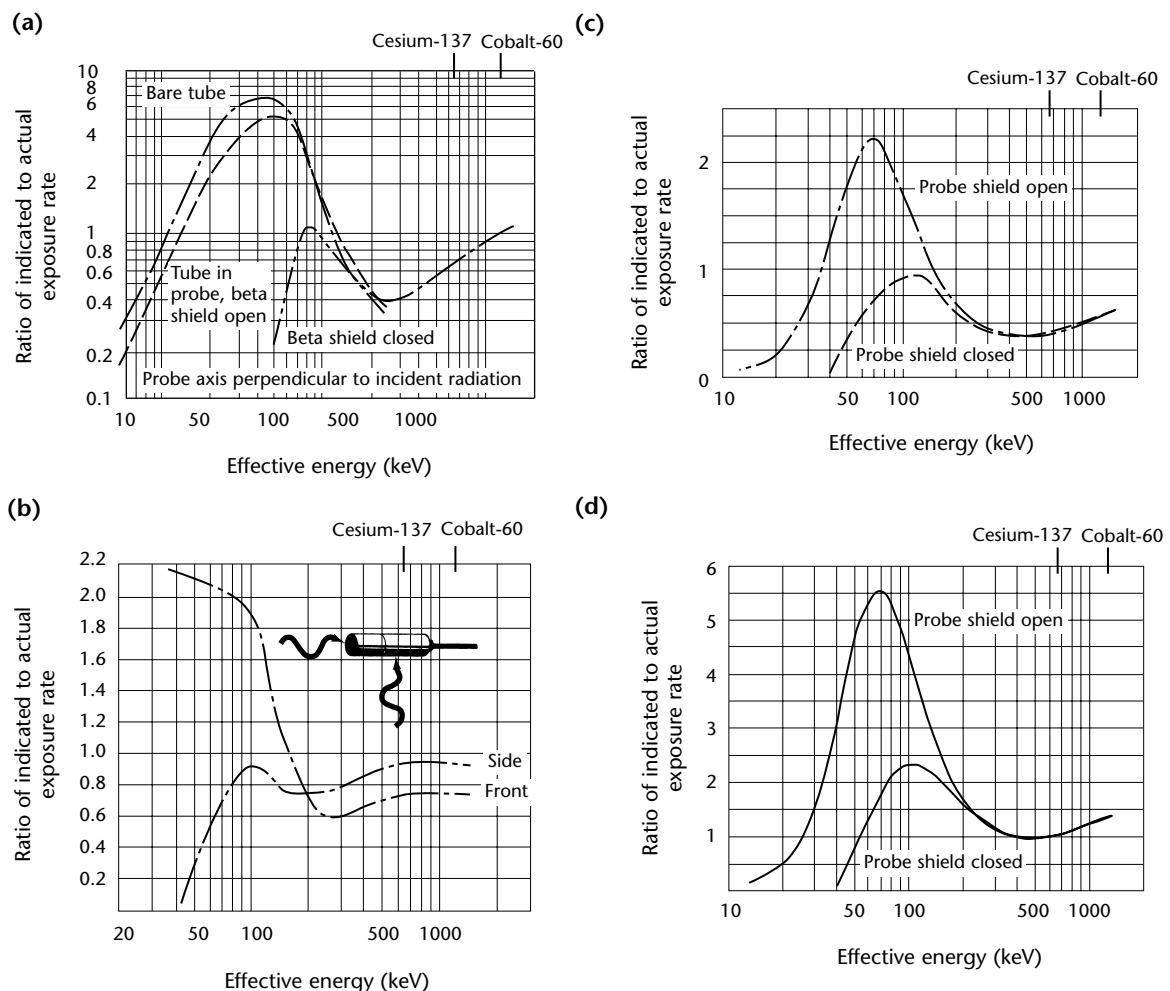 (a)
Cesium-137 Cobalt-60
10
8
6
4
2
1
0.8
0.6
0.4
0.2
0.1
Ratio of indicated to actual
exposure rate
Bare tube
Tube in
probe, beta
shield open
Beta shield closed
Probe axis perpendicular to incident radiation
10 50 100 500 1000
Effective energy (keV)
(c)
Cesium-137 Cobalt-60
2
1
0
Ratio of indicated to actual
exposure rate
Probe shield open
Probe shield closed
10 50 100 500 1000
Effective energy (keV)
(b)
Cesium-137 Cobalt-60
2.2
2.0
1.8
1.6
1.4
1.2
1.0
0.8
0.6
0.4
0.2
Ratio of indicated to actual
exposure rate
Side
Front
20 50 100 500 1000
Effective energy (keV)
(d)
Cesium-137 Cobalt-60
6
5
4
3
2
1
Ratio of indicated to actual
exposure rate
Probe shield open
Probe shield closed
10 50 100 500 1000
Effective energy (keV)